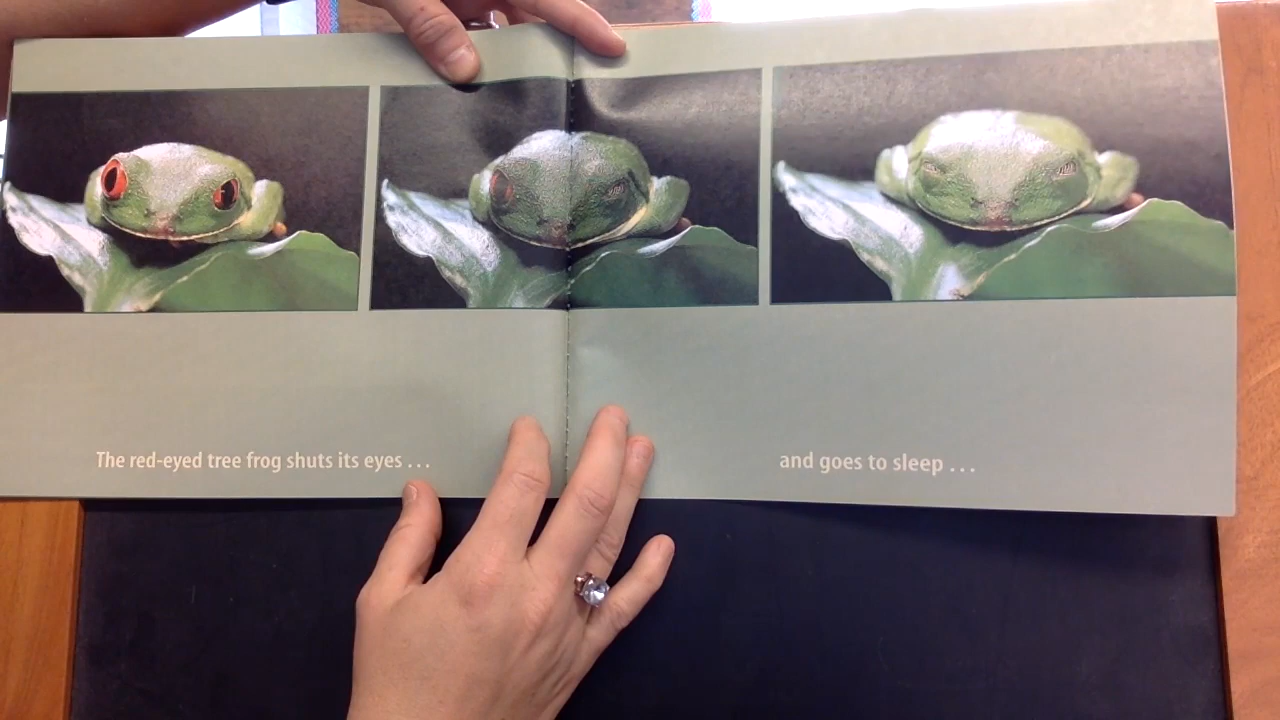 The red-eyed tree frog shuts its eyes . . .
and goes to sleep . . .